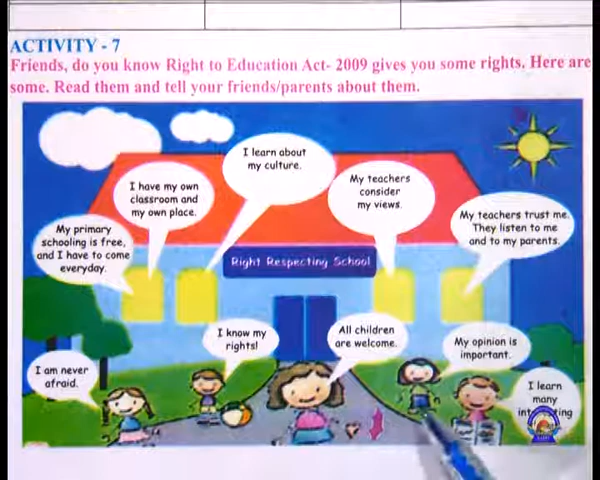 ACTIVITY - 7
Friends, do you know Right to Education Act- 2009 gives you some rights. Here are
some. Read them and tell your friends/parents about them.
I learn about
my culture.
I have my own
classroom and
my own place.
My teachers
consider
my views.
My primary
schooling is free,
and I have to come
everyday.
My teachers trust me.
They listen to me
and to my parents.
Right Respecting School
I know my
rights!
All children
are welcome.
My opinion is
important.
I am never
afraid.
I learn
many